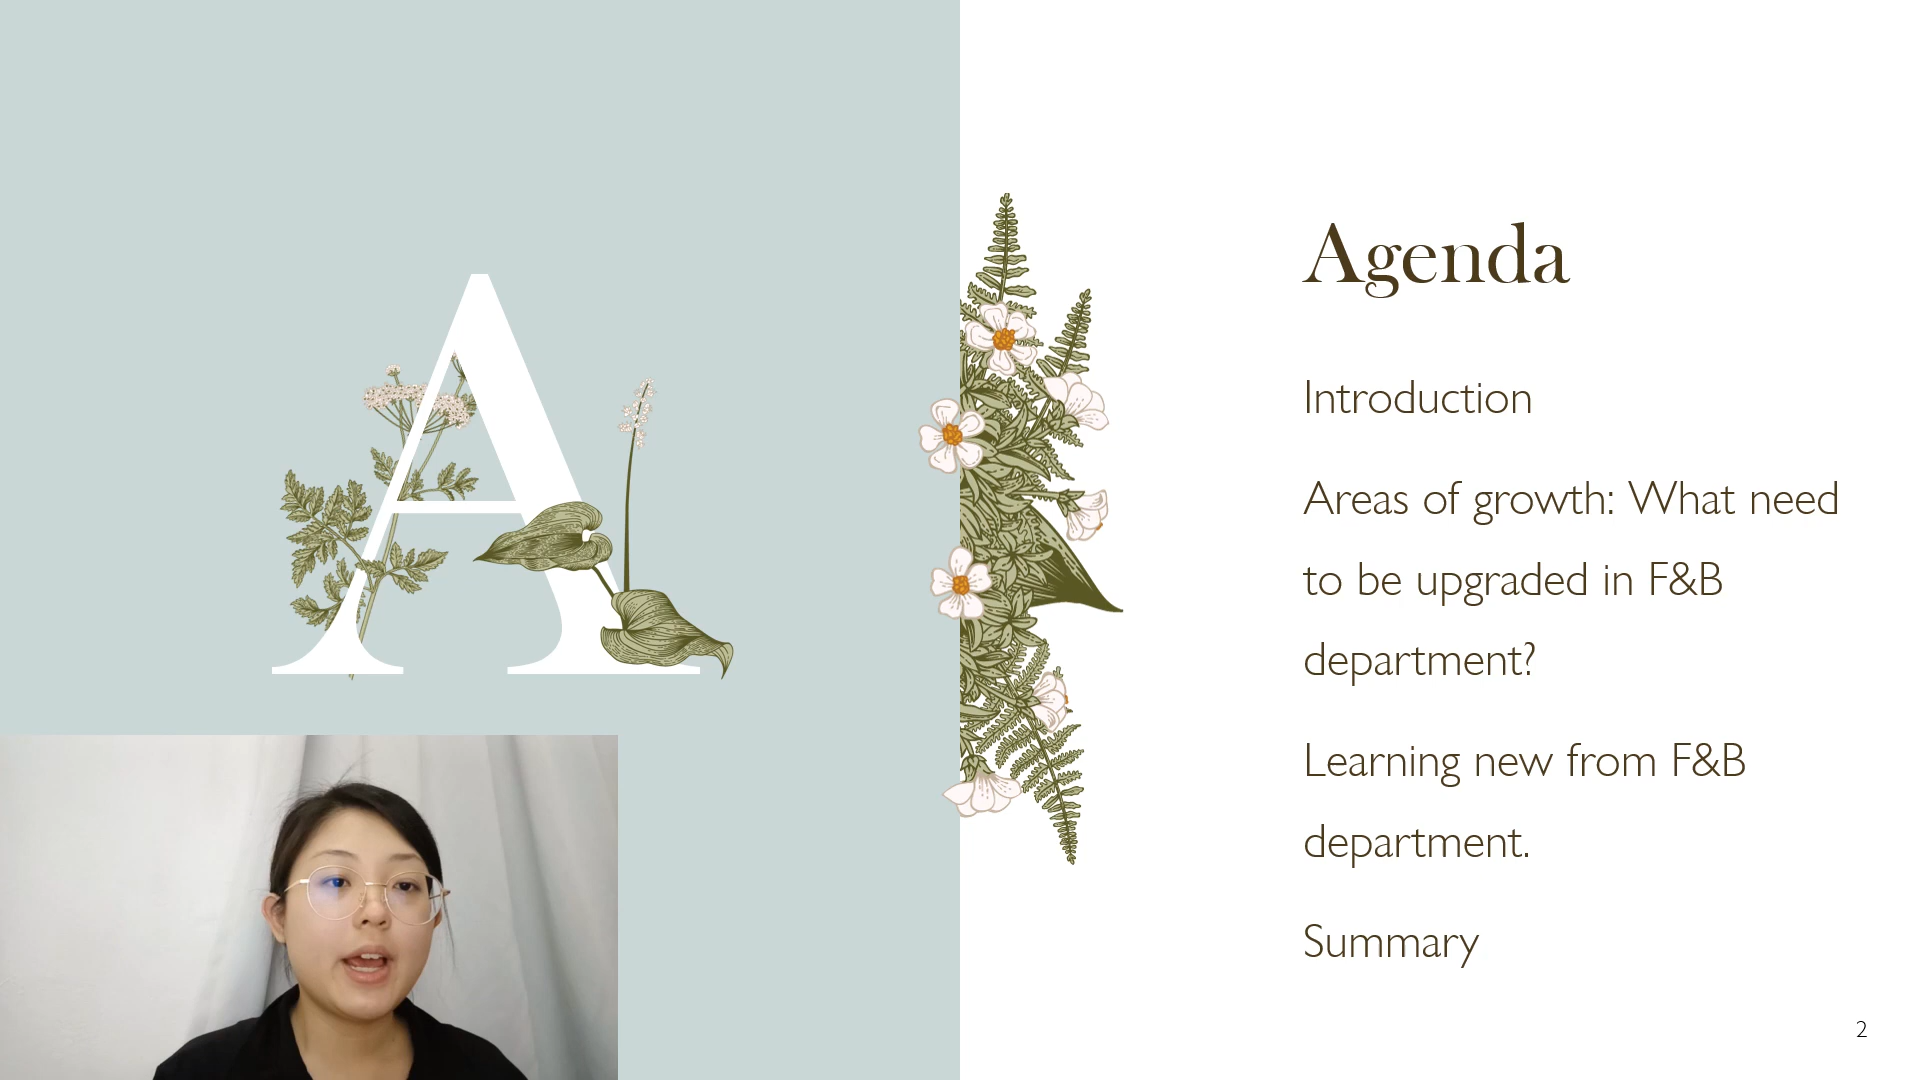 A
Agenda
Introduction
Areas of growth: What need
to be upgraded in F&B
department?
Learning new from F&B
department.
Summary
2